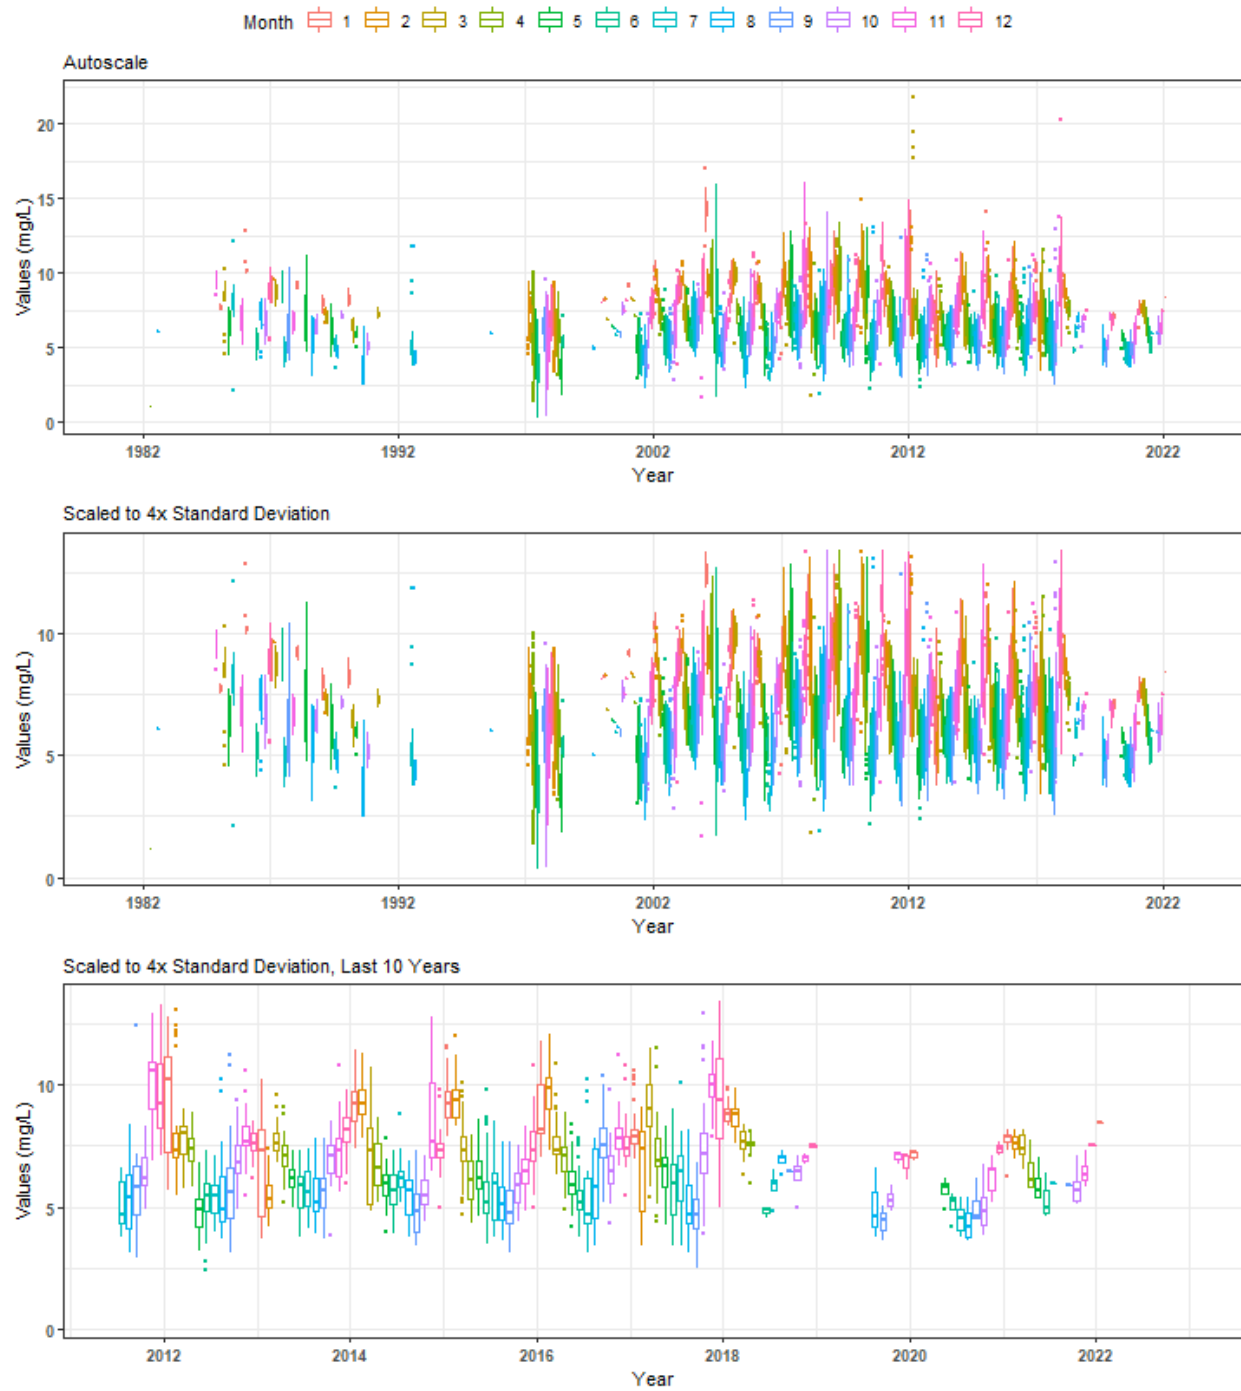 Month 1 2 3 4 5 6 7 8 9 10 11 12
Autoscale
20
15
10
5
0
Values (mg/L)
1982 1992 2002 2012 2022
Year
Scaled to 4x Standard Deviation
10
5
0
Values (mg/L)
1982 1992 2002 2012 2022
Year
Scaled to 4x Standard Deviation, Last 10 Years
10
5
0
Values (mg/L)
2012 2014 2016 2018 2020 2022
Year